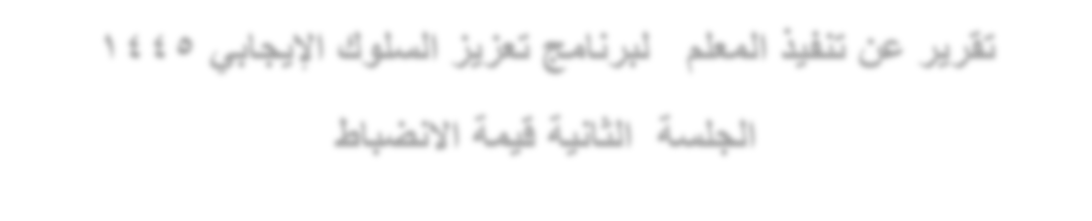 تقرير عن تنفيذ المعلم لبرنامج تعزيز السلوك الإيجابي ١٤٤٥
الجلسة الثانية قيمة الانضباط